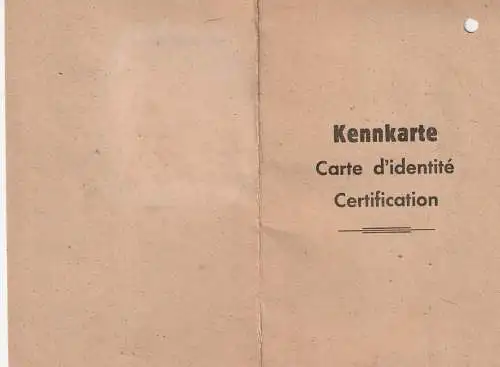 Kennkarte
Carte d'identité
Certification